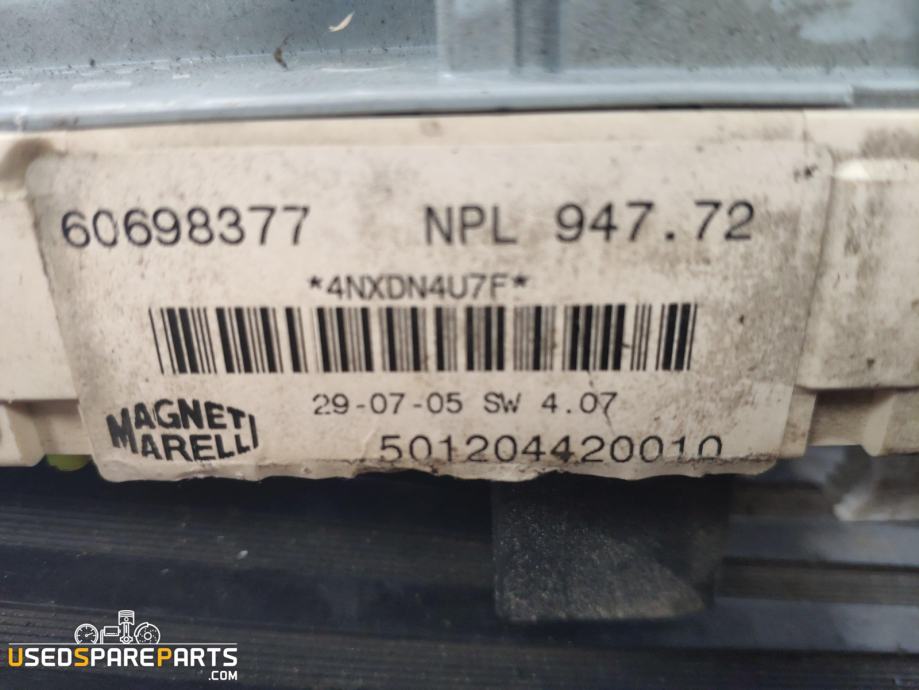 60698377 NPL 947.72
*4NXDN4U7F*
29-07-05 SW 4.07
MAGNETI
MARELLI
501204420010
USEDSPAREPARTS
.COM